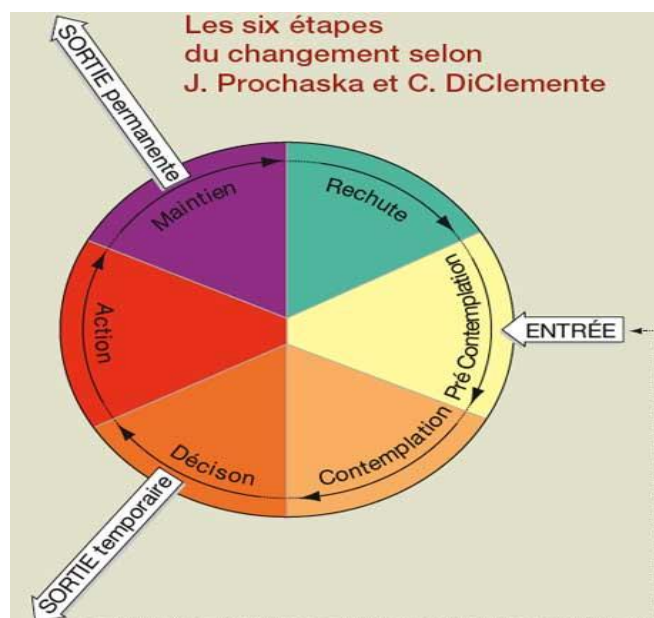 Les six étapes
du changement selon
J. Prochaska et C. DiClemente
SORTIE permanente
Maintien
Rechute
Pré Contemplation
ENTRÉE
Contemplation
Décison
Action
SORTIE temporaire